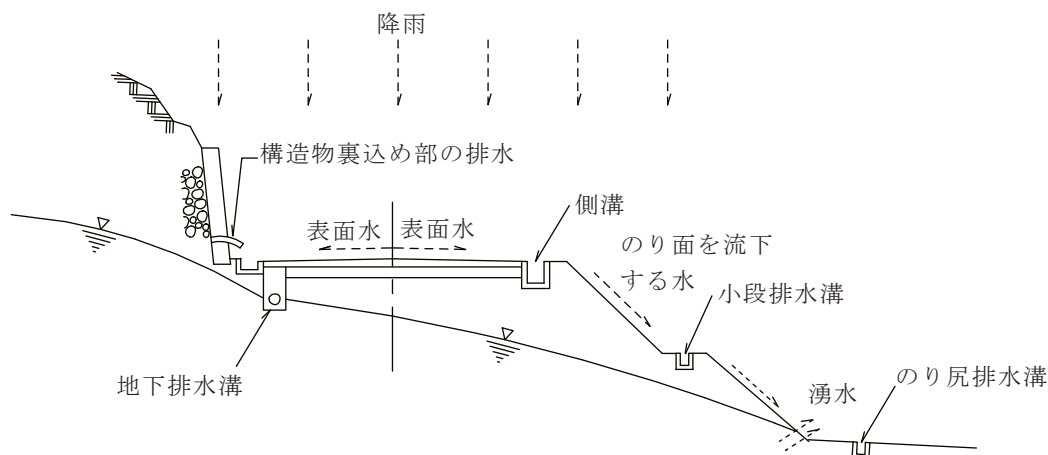 降雨
構造物裏込め部の排水
側溝
表面水
表面水
のり面を流下
する水
小段排水溝
地下排水溝
湧水
のり尻排水溝